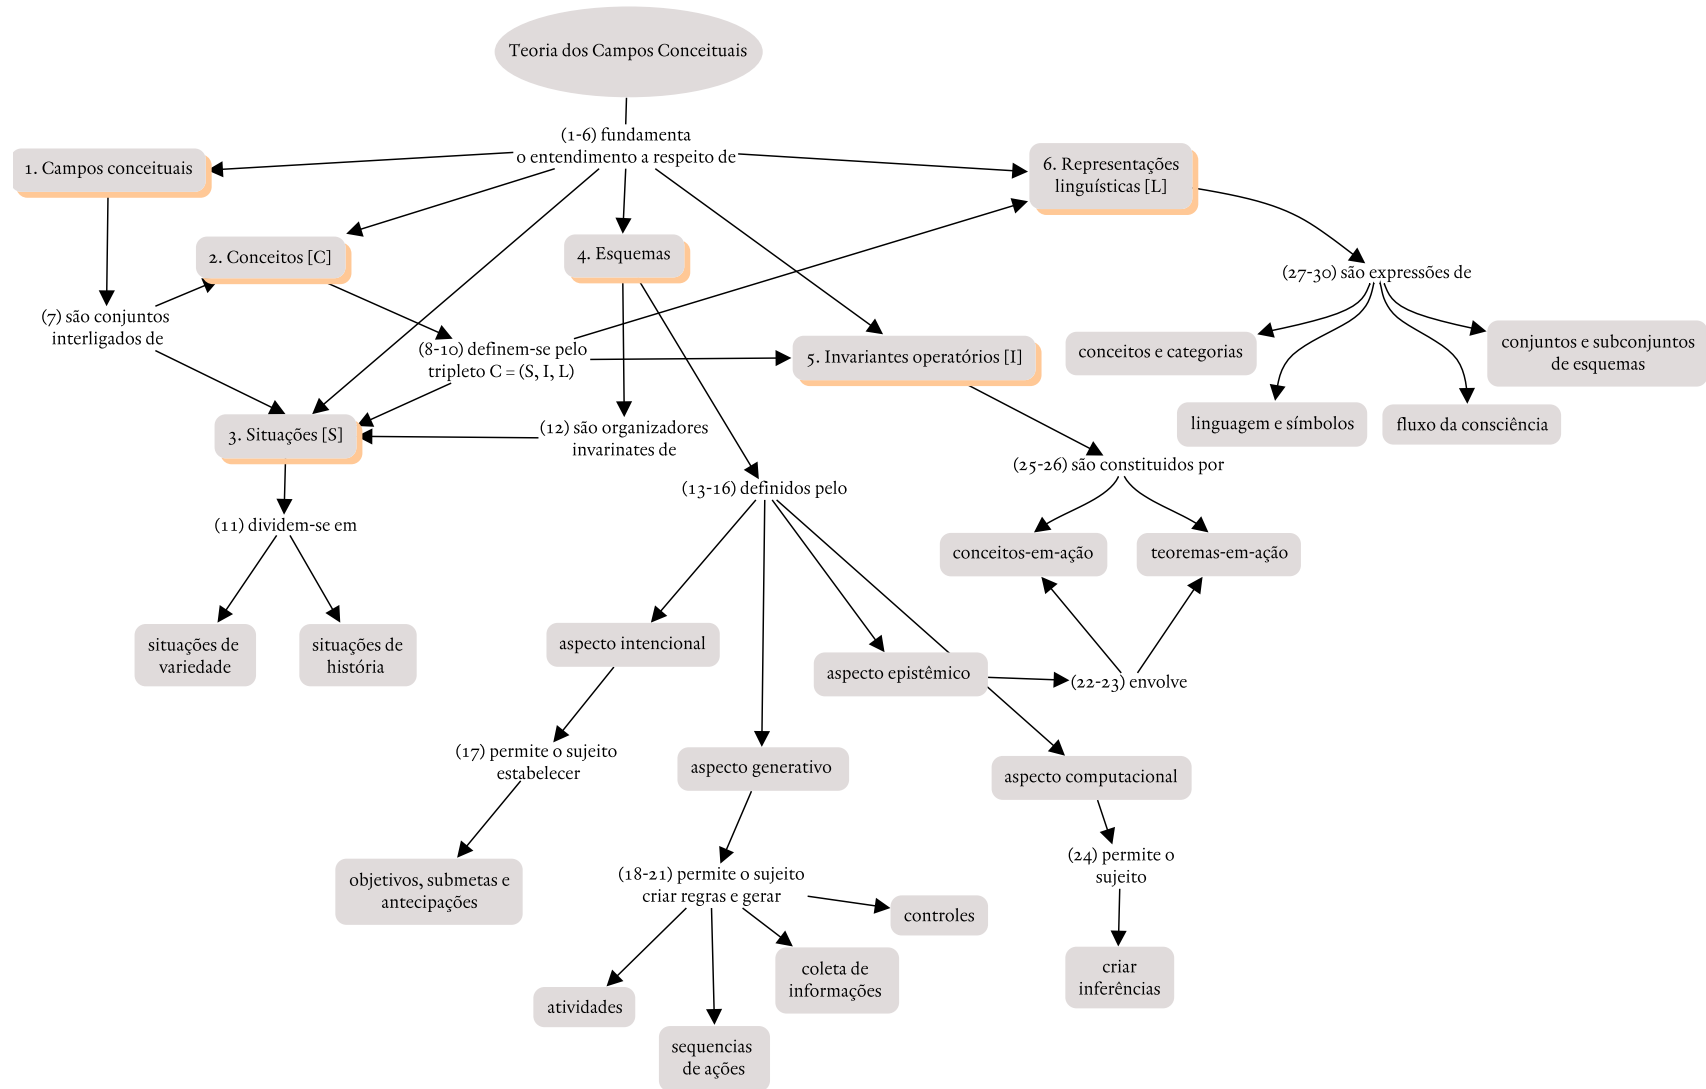 Teoria dos Campos Conceituais
(1-6) fundamenta
o entendimento a respeito de
1. Campos conceituais
6. Representações
linguísticas [L]
2. Conceitos [C]
4. Esquemas
(27-30) são expressões de
(7) são conjuntos
interligados de
(8-10) definem-se pelo
tripleto C = (S, I, L)
5. Invariantes operatórios [I]
conceitos e categorias
conjuntos e subconjuntos
de esquemas
linguagem e símbolos
fluxo da consciência
3. Situações [S]
(12) são organizadores
invarinates de
(25-26) são constituidos por
(13-16) definidos pelo
(11) dividem-se em
conceitos-em-ação
teoremas-em-ação
situações de
variedade
situações de
história
aspecto intencional
aspecto epistêmico
(22-23) envolve
(17) permite o sujeito
estabelecer
aspecto generativo
aspecto computacional
objetivos, submetas e
antecipações
(18-21) permite o sujeito
criar regras e gerar
(24) permite o
sujeito
controles
coleta de
informações
criar
inferências
atividades
sequencias
de ações